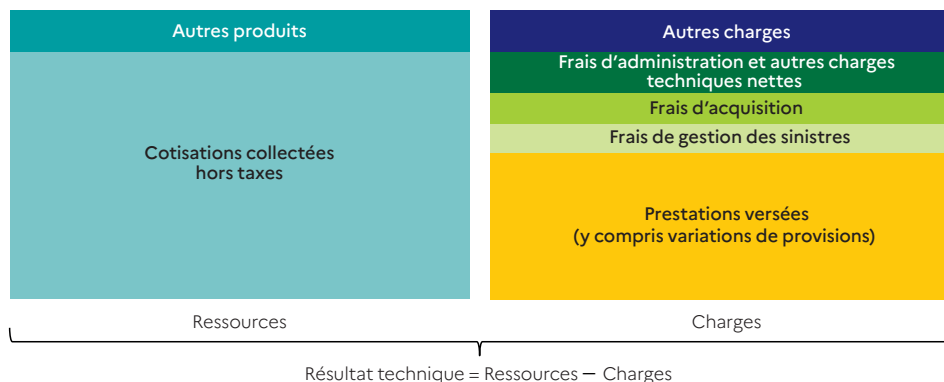 Autres produits
Cotisations collectées
hors taxes
Ressources
Autres charges
Frais d’administration et autres charges
techniques nettes
Frais d’acquisition
Frais de gestion des sinistres
Prestations versées
(y compris variations de provisions)
Charges
Résultat technique = Ressources – Charges